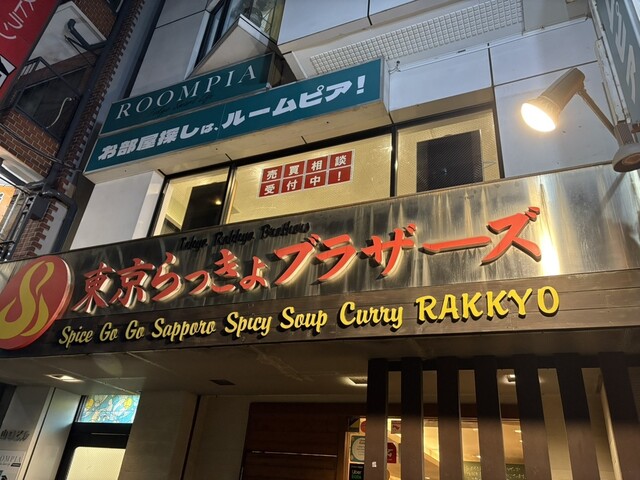 ROOMPIA
お部屋探しは、ルームピア!
売買相談
受付中!
Tokyo Rakkyo Brothers
東京らっきょブラザーズ
Spice Go Go Sapporo Spicy Soup Curry RAKKYO